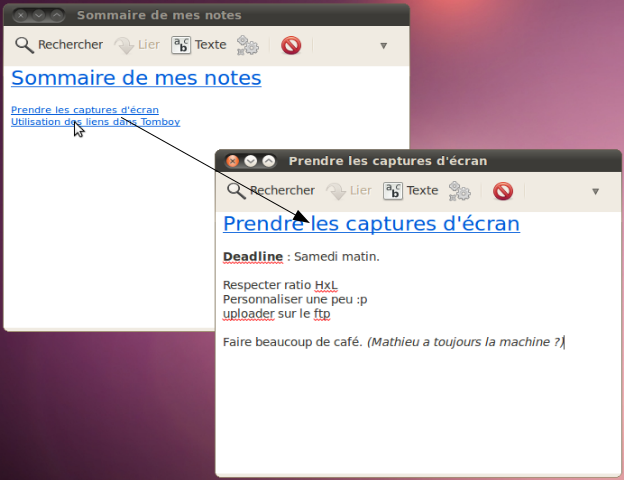 Sommaire de mes notes
Rechercher Lier Texte
Sommaire de mes notes
Prendre les captures d'écran
Utilisation des liens dans Tomboy
Prendre les captures d'écran
Rechercher Lier Texte
Prendre les captures d'écran
Deadline : Samedi matin.
Respecter ratio HxL
Personnaliser une peu :p
uploader sur le ftp
Faire beaucoup de café. (Mathieu a toujours la machine ?)